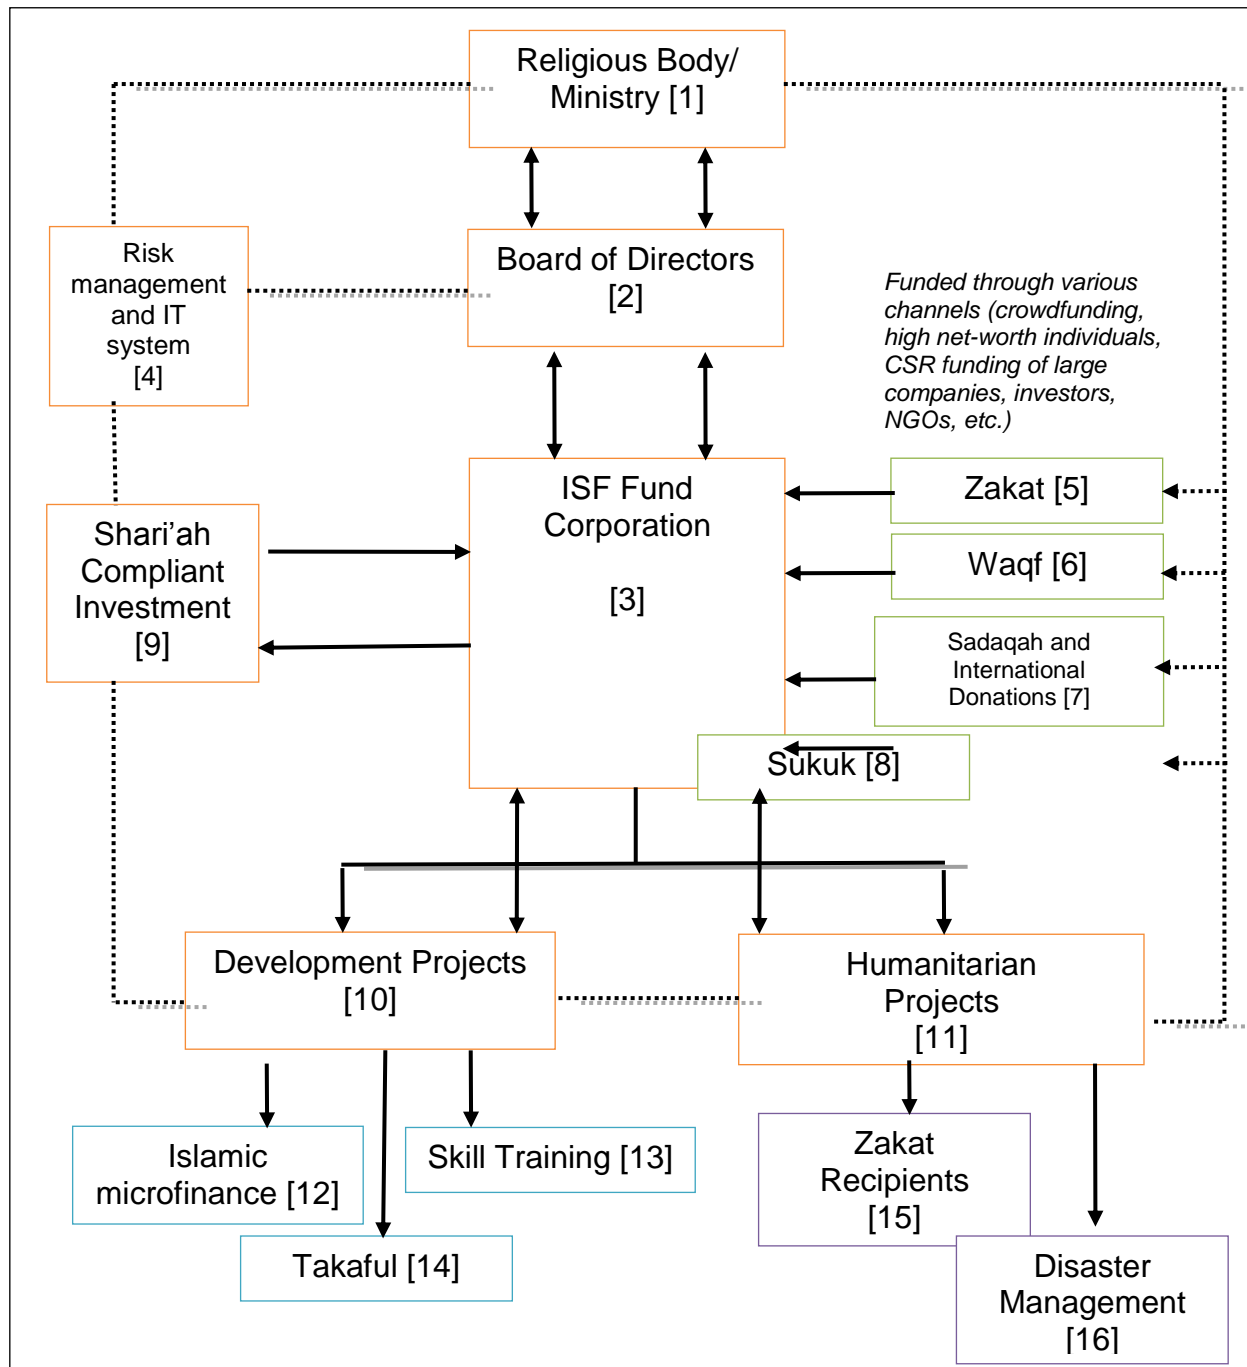 Religious Body/
Ministry [1]
Risk
management
and IT
system
[4]
Board of Directors
[2]
Funded through various
channels (crowdfunding,
high net-worth individuals,
CSR funding of large
companies, investors,
NGOs, etc.)
ISF Fund
Corporation
[3]
Zakat [5]
Waqf [6]
Sadaqah and
International
Donations [7]
Sukuk [8]
Shari’ah
Compliant
Investment
[9]
Development Projects
[10]
Humanitarian
Projects
[11]
Islamic
microfinance [12]
Skill Training [13]
Takaful [14]
Zakat
Recipients
[15]
Disaster
Management
[16]